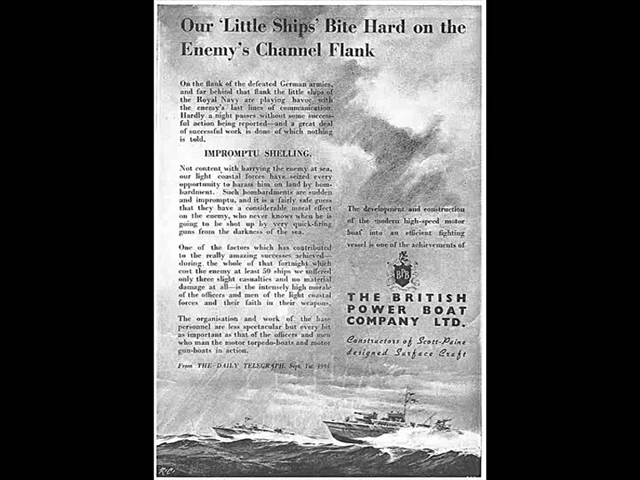 Our 'Little Ships' Bite Hard on the
Enemy's Channel Flank
On the flank of the defeated German armies,
and far behind that flank the little ships of
the Royal Navy are playing havoc with
the enemy's last lines of communication.
Hardly a night passes without some success-
ful action being reported—and a great deal
of successful work is done of which nothing
is told.
IMPROMPTU SHELLING.
Not content with harrying the enemy at sea,
our light coastal forces have seized every
opportunity to harass him on land by bom-
bardment. Such bombardments are sudden
and impromptu, and it is a fairly safe guess
that they have a considerable moral effect
on the enemy, who never knows when he is
going to be shot up by very quick-firing
guns from the darkness of the sea.
One of the factors which has contributed
to the really amazing successes achieved—
during the whole of that fortnight which
cost the enemy at least 50 ships we suffered
only three slight casualties and no material
damage at all—is the intensely high morale
of the officers and men of the light coastal
forces and their faith in their weapons.
The organisation and work of the base
personnel are less spectacular but every bit
as important as that of the officers and men
who man the motor torpedo-boats and motor
gun-boats in action.
From THE DAILY TELEGRAPH, Sept. 1st, 1944
The development and construction
of the modern high-speed motor
boat into an efficient fighting
vessel is one of the achievements of
BPB
THE BRITISH
POWER BOAT
COMPANY LTD.
Constructors of Scott-Paine
designed Surface Craft